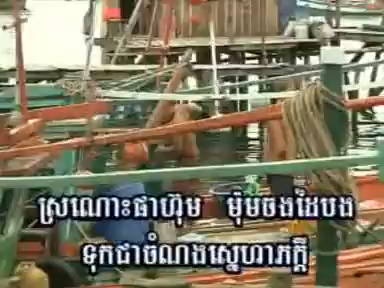 ស្រណោះផាហ៊ុម ម៉ុមចងដៃបង
ទុកជាចំណងស្នេហាភក្ដី